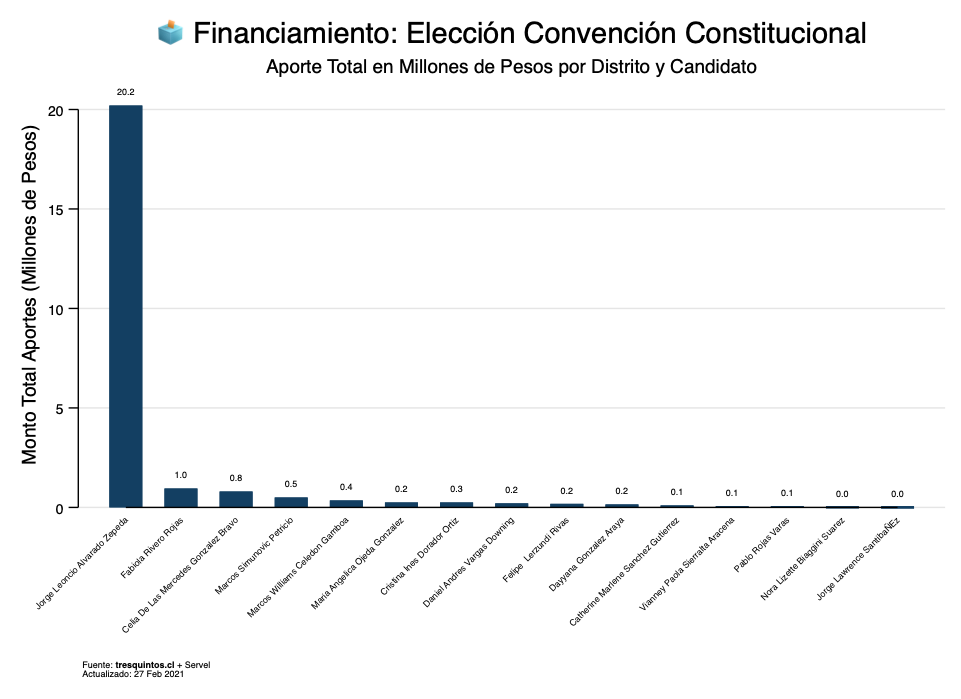 Financiamiento: Elección Convención Constitucional
Aporte Total en Millones de Pesos por Distrito y Candidato
Monto Total Aportes (Millones de Pesos)
20
15
10
5
0
20.2
1.0
0.8
0.5
0.4
0.2
0.3
0.2
0.2
0.2
0.1
0.1
0.1
0.0
0.0
Jorge Leoncio Alvarado Zepeda
Fabiola Rivero Rojas
Celia De Las Mercedes Gonzalez Bravo
Marcos Simunovic Petricio
Marcos Williams Celedon Gamboa
Maria Angelica Ojeda Gonzalez
Cristina Ines Dorador Ortiz
Daniel Andres Vargas Downing
Felipe Lerzundi Rivas
Dayyana Gonzalez Araya
Catherine Marlene Sanchez Gutierrez
Vianney Paola Sierralta Aracena
Pablo Rojas Varas
Nora Lizette Biaggini Suarez
Jorge Lawrence SantibaÑEz
Fuente: tresquintos.cl + Servel
Actualizado: 27 Feb 2021